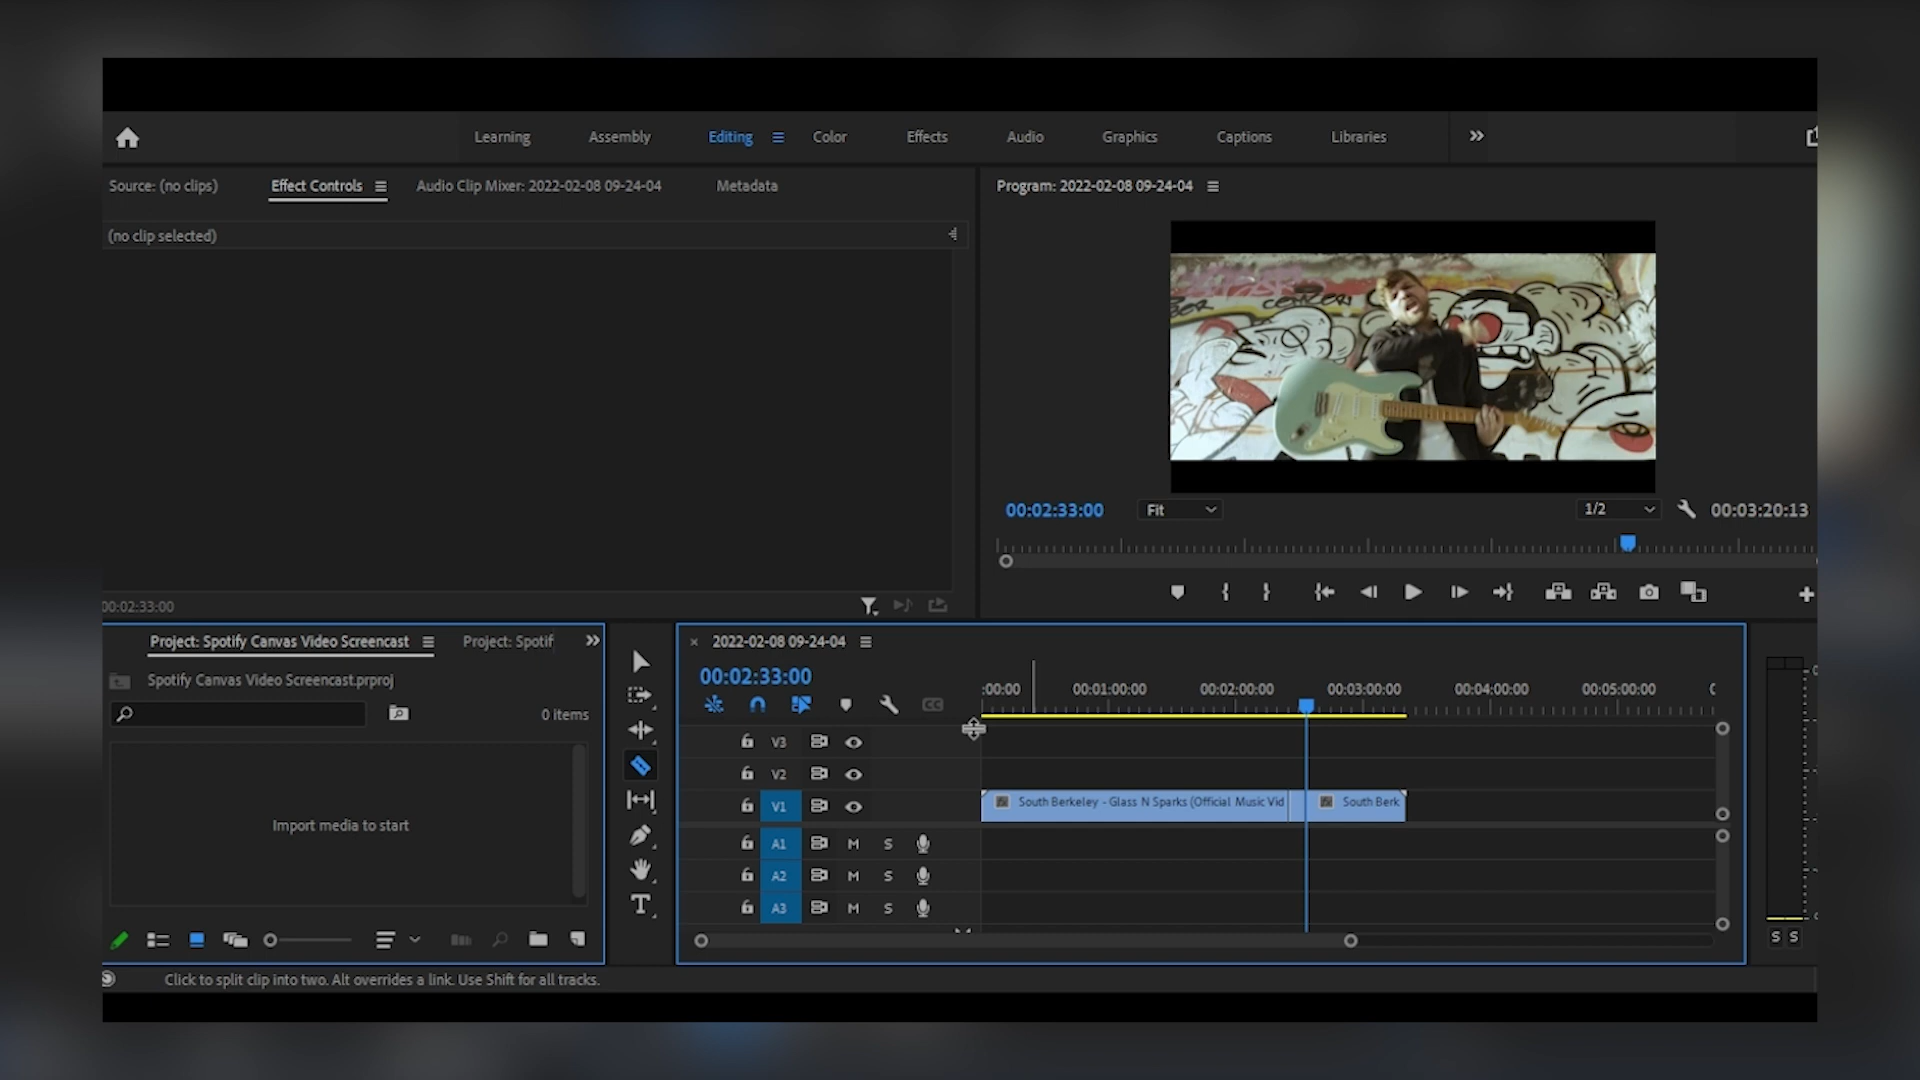 Learning Assembly Editing Color Effects Audio Graphics Captions Libraries
Source: (no clips) Effect Controls Audio Clip Mixer: 2022-02-08 09-24-04 Metadata
Program: 2022-02-08 09-24-04
(no clip selected)
00:02:33:00 Fit 1/2 00:03:20:13
00:02:33:00
Project: Spotify Canvas Video Screencast Project: Spotif
Spotify Canvas Video Screencast.prproj
0 items
Import media to start
2022-02-08 09-24-04
00:02:33:00
:00:00 00:01:00:00 00:02:00:00 00:03:00:00 00:04:00:00 00:05:00:00
V3
V2
V1 South Berkeley - Glass N Sparks (Official Music Vid South Berk
A1 M S
A2 M S
A3 M S
S S
Click to split clip into two. Alt overrides a link. Use Shift for all tracks.